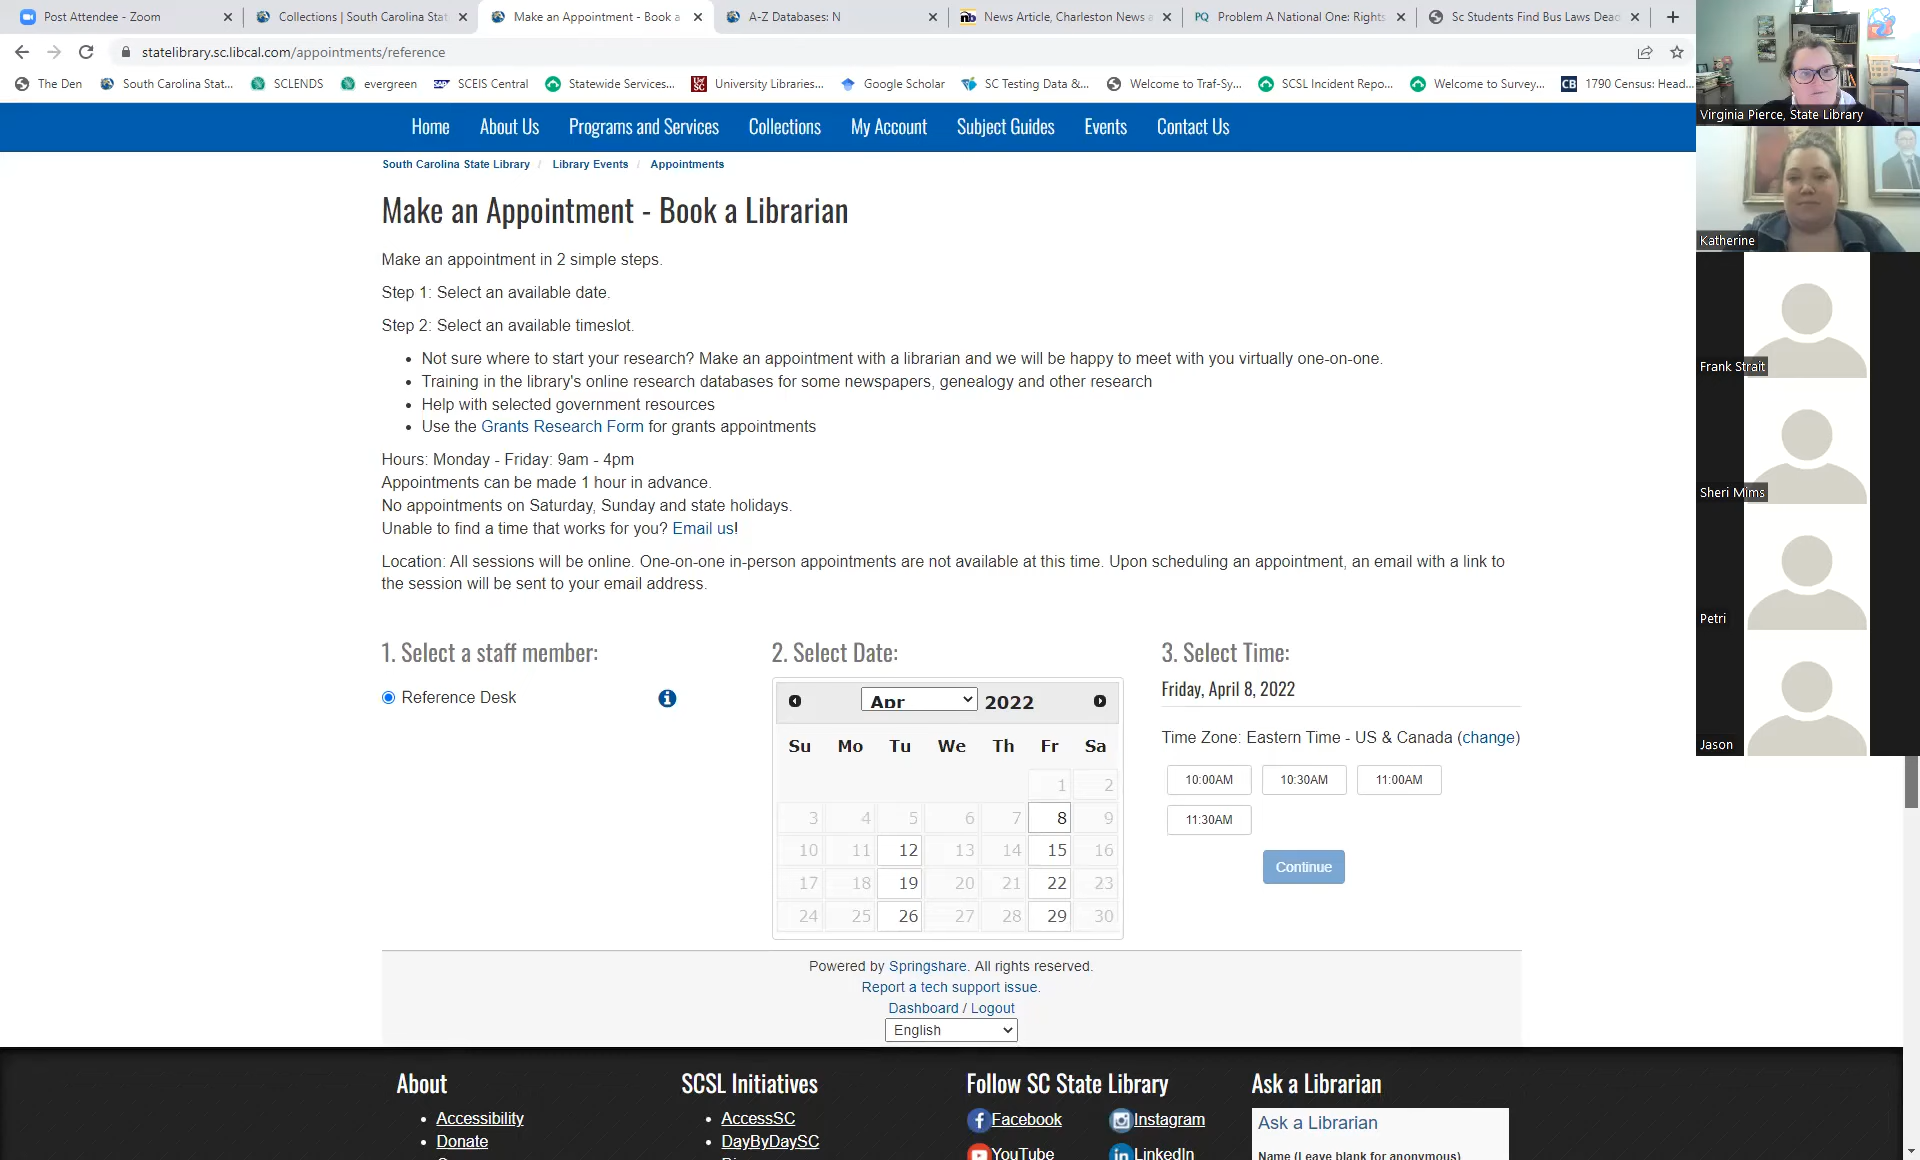 Post Attendee - Zoom
Collections | South Carolina Stat
Make an Appointment - Book a
A-Z Databases: N
News Article, Charleston News a
Problem A National One: Rights
Sc Students Find Bus Laws Dead
statelibrary.sc.libcal.com/appointments/reference
The Den
South Carolina Stat...
SCLENDS
evergreen
SCEIS Central
Statewide Services...
University Libraries...
Google Scholar
SC Testing Data &...
Welcome to Traf-Sy...
SCSL Incident Repo...
Welcome to Survey...
1790 Census: Head...
Home About Us Programs and Services Collections My Account Subject Guides Events Contact Us
South Carolina State Library / Library Events / Appointments
Make an Appointment - Book a Librarian
Make an appointment in 2 simple steps.
Step 1: Select an available date.
Step 2: Select an available timeslot.
• Not sure where to start your research? Make an appointment with a librarian and we will be happy to meet with you virtually one-on-one.
• Training in the library's online research databases for some newspapers, genealogy and other research
• Help with selected government resources
• Use the Grants Research Form for grants appointments
Hours: Monday - Friday: 9am - 4pm
Appointments can be made 1 hour in advance.
No appointments on Saturday, Sunday and state holidays.
Unable to find a time that works for you? Email us!
Location: All sessions will be online. One-on-one in-person appointments are not available at this time. Upon scheduling an appointment, an email with a link to
the session will be sent to your email address.
1. Select a staff member:
Reference Desk
2. Select Date:
Apr 2022
Su Mo Tu We Th Fr Sa
1 2
3 4 5 6 7 8 9
10 11 12 13 14 15 16
17 18 19 20 21 22 23
24 25 26 27 28 29 30
3. Select Time:
Friday, April 8, 2022
Time Zone: Eastern Time - US & Canada (change)
10:00AM 10:30AM 11:00AM
11:30AM
Continue
Powered by Springshare. All rights reserved.
Report a tech support issue.
Dashboard / Logout
English
About
• Accessibility
• Donate
SCSL Initiatives
• AccessSC
• DayByDaySC
Follow SC State Library
Facebook Instagram
YouTube LinkedIn
Ask a Librarian
Ask a Librarian
Name (Leave blank for anonymous)
Virginia Pierce, State Library
Katherine
Frank Strait
Sheri Mims
Petri
Jason